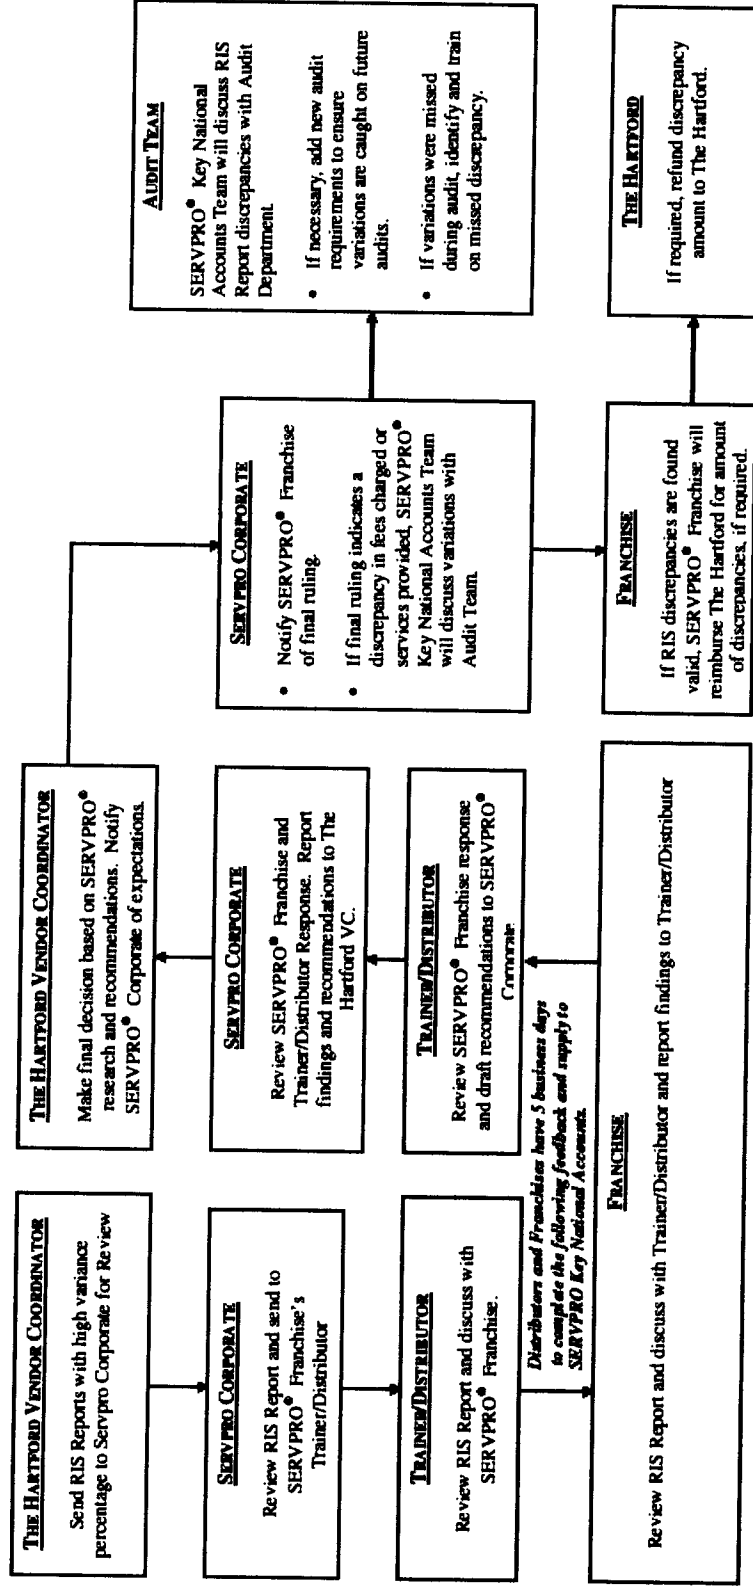 THE HARTFORD VENDOR COORDINATOR
Send RIS Reports with high variance
percentage to Servpro Corporate for Review
SERVPRO CORPORATE
Review RIS Report and send to
SERVPRO® Franchise's
Trainer/Distributor
TRAINER/DISTRIBUTOR
Review RIS Report and discuss with
SERVPRO® Franchise.
Distributors and Franchises have 5 business days
to complete the following feedback and supply to
SERVPRO Key National Accounts.
FRANCHISE
Review RIS Report and discuss with Trainer/Distributor and report findings to Trainer/Distributor
TRAINER/DISTRIBUTOR
Review SERVPRO® Franchise response
and draft recommendations to SERVPRO®
Corporate.
SERVPRO CORPORATE
Review SERVPRO® Franchise and
Trainer/Distributor Response. Report
findings and recommendations to The
Hartford VC.
THE HARTFORD VENDOR COORDINATOR
Make final decision based on SERVPRO®
research and recommendations. Notify
SERVPRO® Corporate of expectations.
SERVPRO CORPORATE
• Notify SERVPRO® Franchise
of final ruling.
• If final ruling indicates a
discrepancy in fees charged or
services provided, SERVPRO®
Key National Accounts Team
will discuss variations with
Audit Team.
FRANCHISE
If RIS discrepancies are found
valid, SERVPRO® Franchise will
reimburse The Hartford for amount
of discrepancies, if required.
AUDIT TEAM
SERVPRO® Key National
Accounts Team will discuss RIS
Report discrepancies with Audit
Department.
• If necessary, add new audit
requirements to ensure
variations are caught on future
audits.
• If variations were missed
during audit, identify and train
on missed discrepancy.
THE HARTFORD
If required, refund discrepancy
amount to The Hartford.